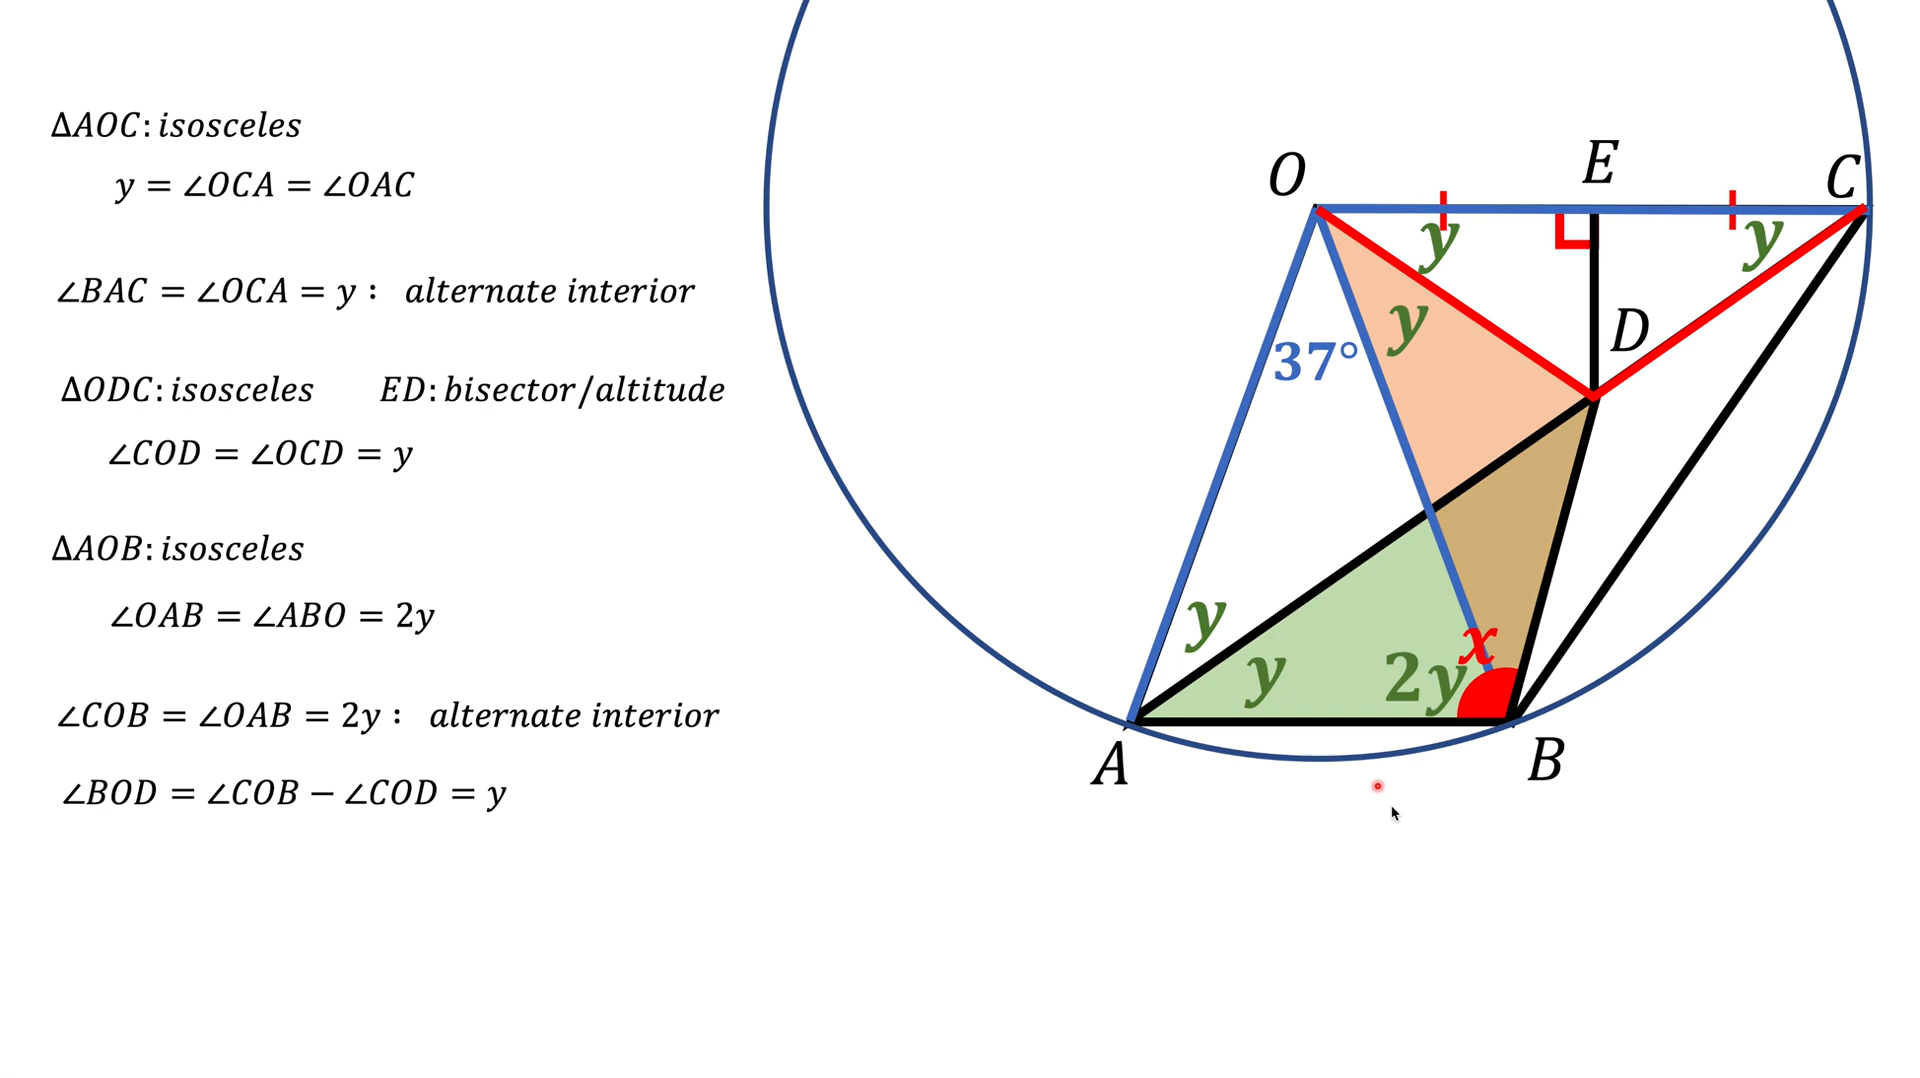 ΔAOC: isosceles
y = ∠OCA = ∠OAC
∠BAC = ∠OCA = y : alternate interior
ΔODC: isosceles ED: bisector/altitude
∠COD = ∠OCD = y
ΔAOB: isosceles
∠OAB = ∠ABO = 2y
∠COB = ∠OAB = 2y : alternate interior
∠BOD = ∠COB − ∠COD = y
O E C
y y
D
y
37°
y
x
y 2y
A B